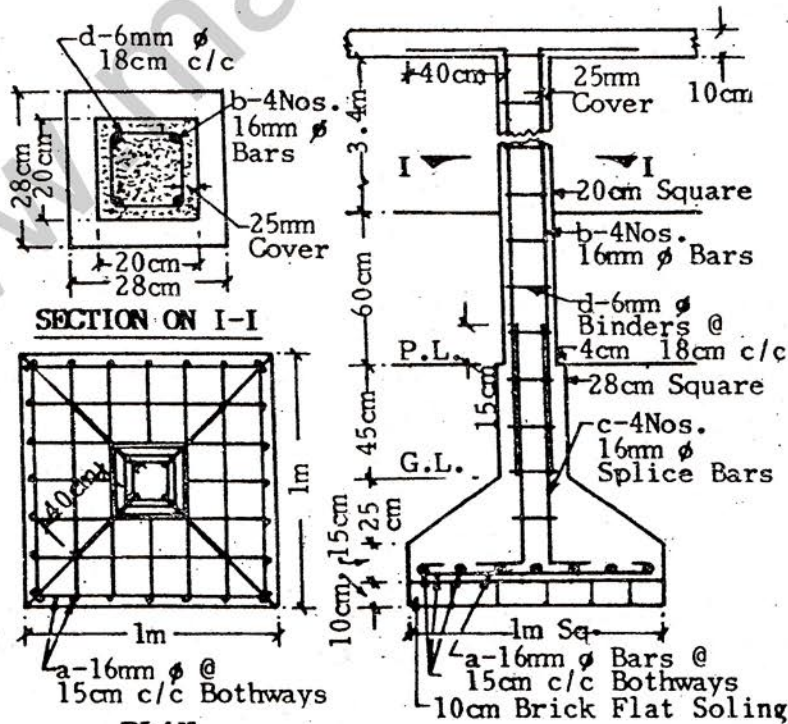 d-6mm ϕ
18cm c/c
b-4Nos.
16mm ϕ
Bars
28cm
20cm
25mm
Cover
20cm
28cm
SECTION ON I-I
40cm
1m
1m
a-16mm ϕ @
15cm c/c Bothways
40cm
25mm
Cover
10cm
3.4m
I
I
20cm Square
b-4Nos.
16mm ϕ Bars
60cm
d-6mm ϕ
Binders @
18cm c/c
4cm
P.L.
15cm
28cm Square
45cm
c-4Nos.
16mm ϕ
Splice Bars
G.L.
25
cm
15cm
10cm,
1m Sq
a-16mm ϕ Bars @
15cm c/c Bothways
10cm Brick Flat Soling